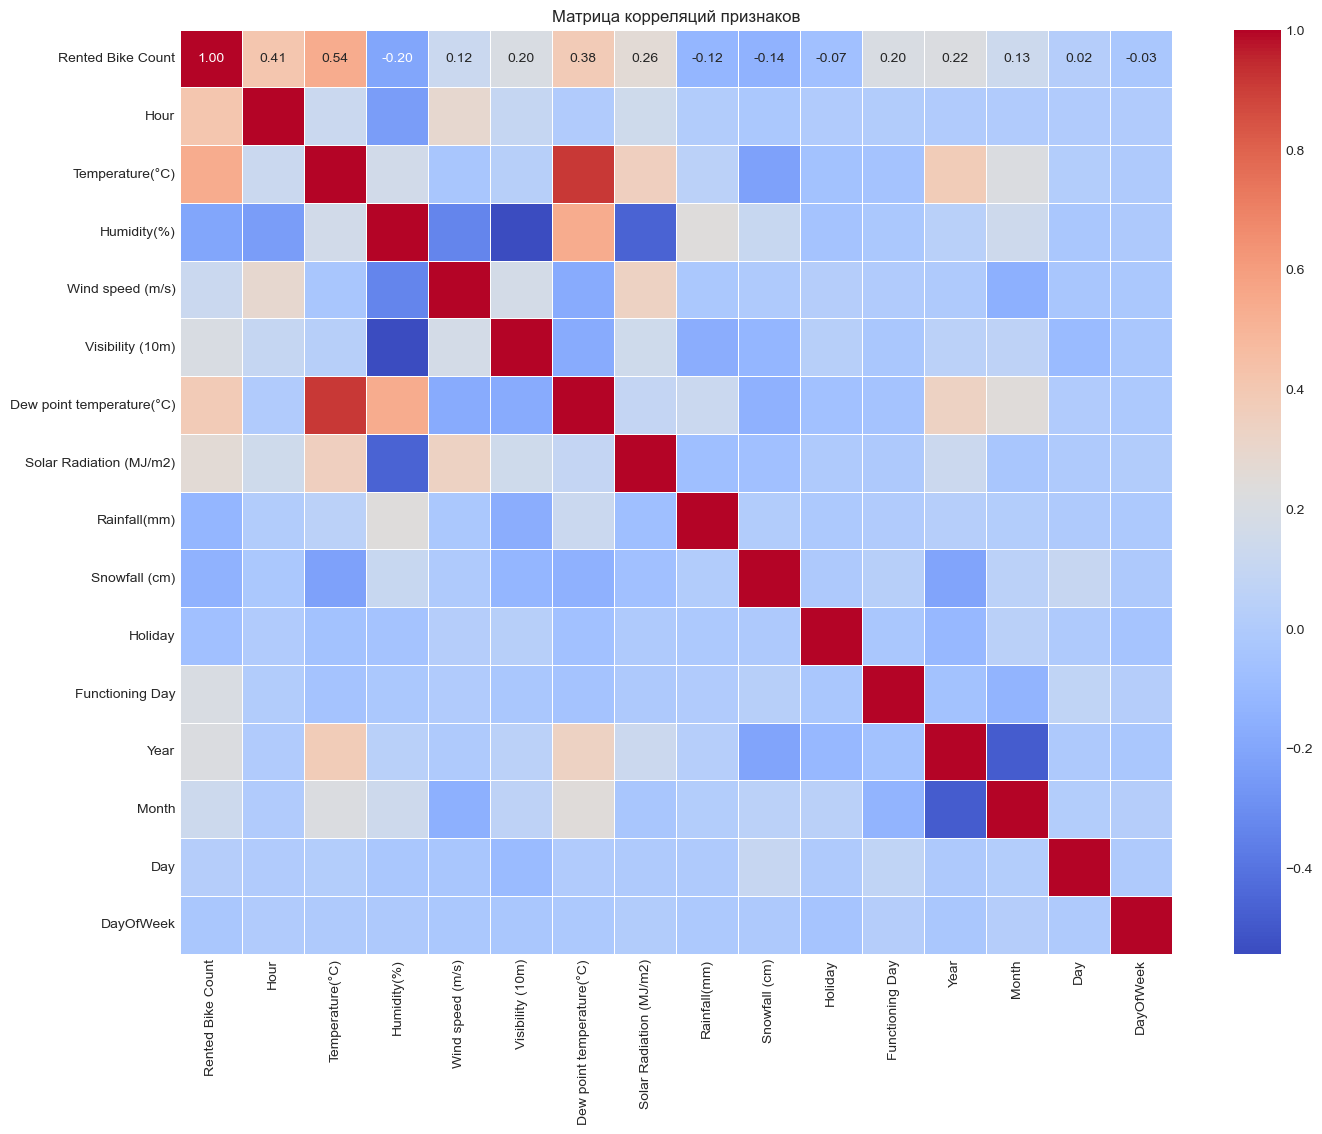 Матрица корреляций признаков
Rented Bike Count 1.00 0.41 0.54 -0.20 0.12 0.20 0.38 0.26 -0.12 -0.14 -0.07 0.20 0.22 0.13 0.02 -0.03
Hour
Temperature(°C)
Humidity(%)
Wind speed (m/s)
Visibility (10m)
Dew point temperature(°C)
Solar Radiation (MJ/m2)
Rainfall(mm)
Snowfall (cm)
Holiday
Functioning Day
Year
Month
Day
DayOfWeek
Rented Bike Count
Hour
Temperature(°C)
Humidity(%)
Wind speed (m/s)
Visibility (10m)
Dew point temperature(°C)
Solar Radiation (MJ/m2)
Rainfall(mm)
Snowfall (cm)
Holiday
Functioning Day
Year
Month
Day
DayOfWeek
1.0
0.8
0.6
0.4
0.2
0.0
−0.2
−0.4